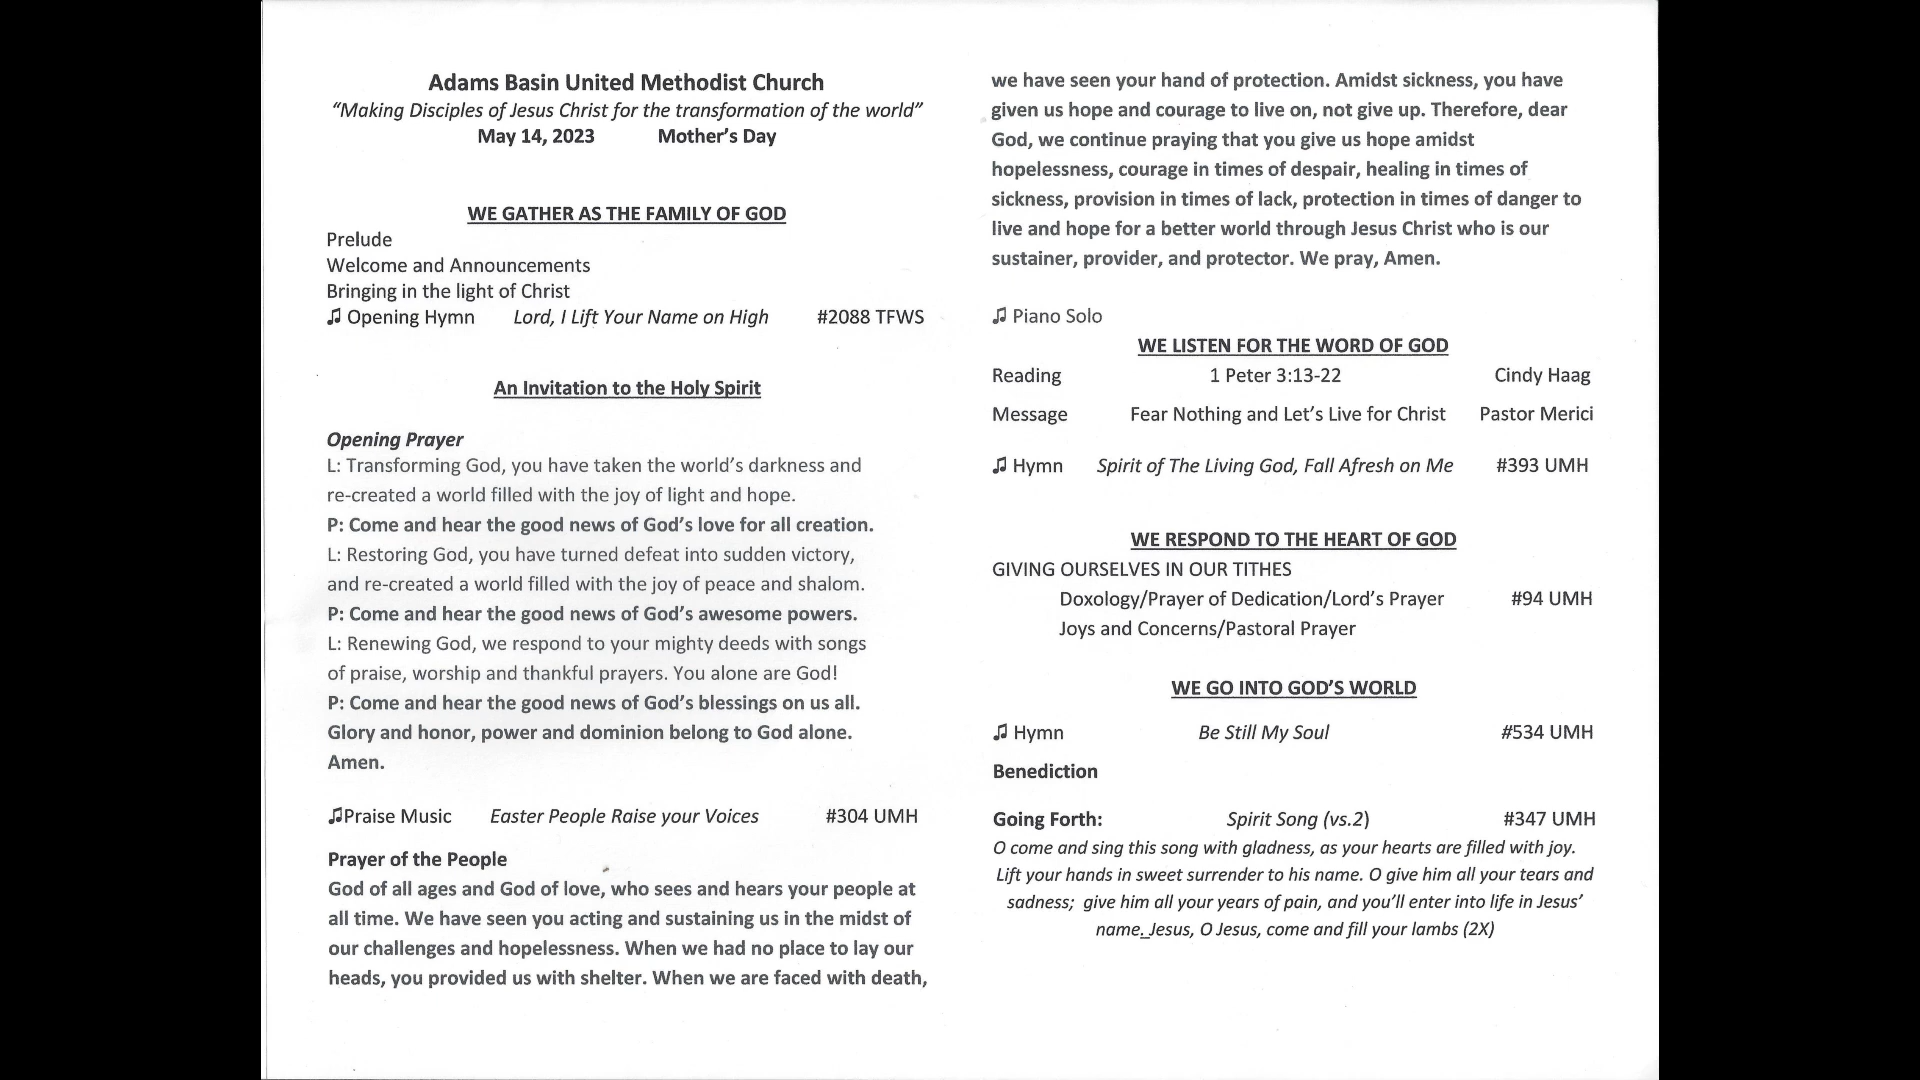 Adams Basin United Methodist Church
“Making Disciples of Jesus Christ for the transformation of the world”
May 14, 2023 Mother’s Day
WE GATHER AS THE FAMILY OF GOD
Prelude
Welcome and Announcements
Bringing in the light of Christ
♫ Opening Hymn Lord, I Lift Your Name on High #2088 TFWS
An Invitation to the Holy Spirit
Opening Prayer
L: Transforming God, you have taken the world’s darkness and
re-created a world filled with the joy of light and hope.
P: Come and hear the good news of God’s love for all creation.
L: Restoring God, you have turned defeat into sudden victory,
and re-created a world filled with the joy of peace and shalom.
P: Come and hear the good news of God’s awesome powers.
L: Renewing God, we respond to your mighty deeds with songs
of praise, worship and thankful prayers. You alone are God!
P: Come and hear the good news of God’s blessings on us all.
Glory and honor, power and dominion belong to God alone.
Amen.
♫Praise Music Easter People Raise your Voices #304 UMH
Prayer of the People
God of all ages and God of love, who sees and hears your people at
all time. We have seen you acting and sustaining us in the midst of
our challenges and hopelessness. When we had no place to lay our
heads, you provided us with shelter. When we are faced with death,
we have seen your hand of protection. Amidst sickness, you have
given us hope and courage to live on, not give up. Therefore, dear
God, we continue praying that you give us hope amidst
hopelessness, courage in times of despair, healing in times of
sickness, provision in times of lack, protection in times of danger to
live and hope for a better world through Jesus Christ who is our
sustainer, provider, and protector. We pray, Amen.
♫ Piano Solo
WE LISTEN FOR THE WORD OF GOD
Reading 1 Peter 3:13-22 Cindy Haag
Message Fear Nothing and Let’s Live for Christ Pastor Merici
♫ Hymn Spirit of The Living God, Fall Afresh on Me #393 UMH
WE RESPOND TO THE HEART OF GOD
GIVING OURSELVES IN OUR TITHES
Doxology/Prayer of Dedication/Lord’s Prayer #94 UMH
Joys and Concerns/Pastoral Prayer
WE GO INTO GOD’S WORLD
♫ Hymn Be Still My Soul #534 UMH
Benediction
Going Forth: Spirit Song (vs.2) #347 UMH
O come and sing this song with gladness, as your hearts are filled with joy.
Lift your hands in sweet surrender to his name. O give him all your tears and
sadness; give him all your years of pain, and you’ll enter into life in Jesus’
name._Jesus, O Jesus, come and fill your lambs (2X)